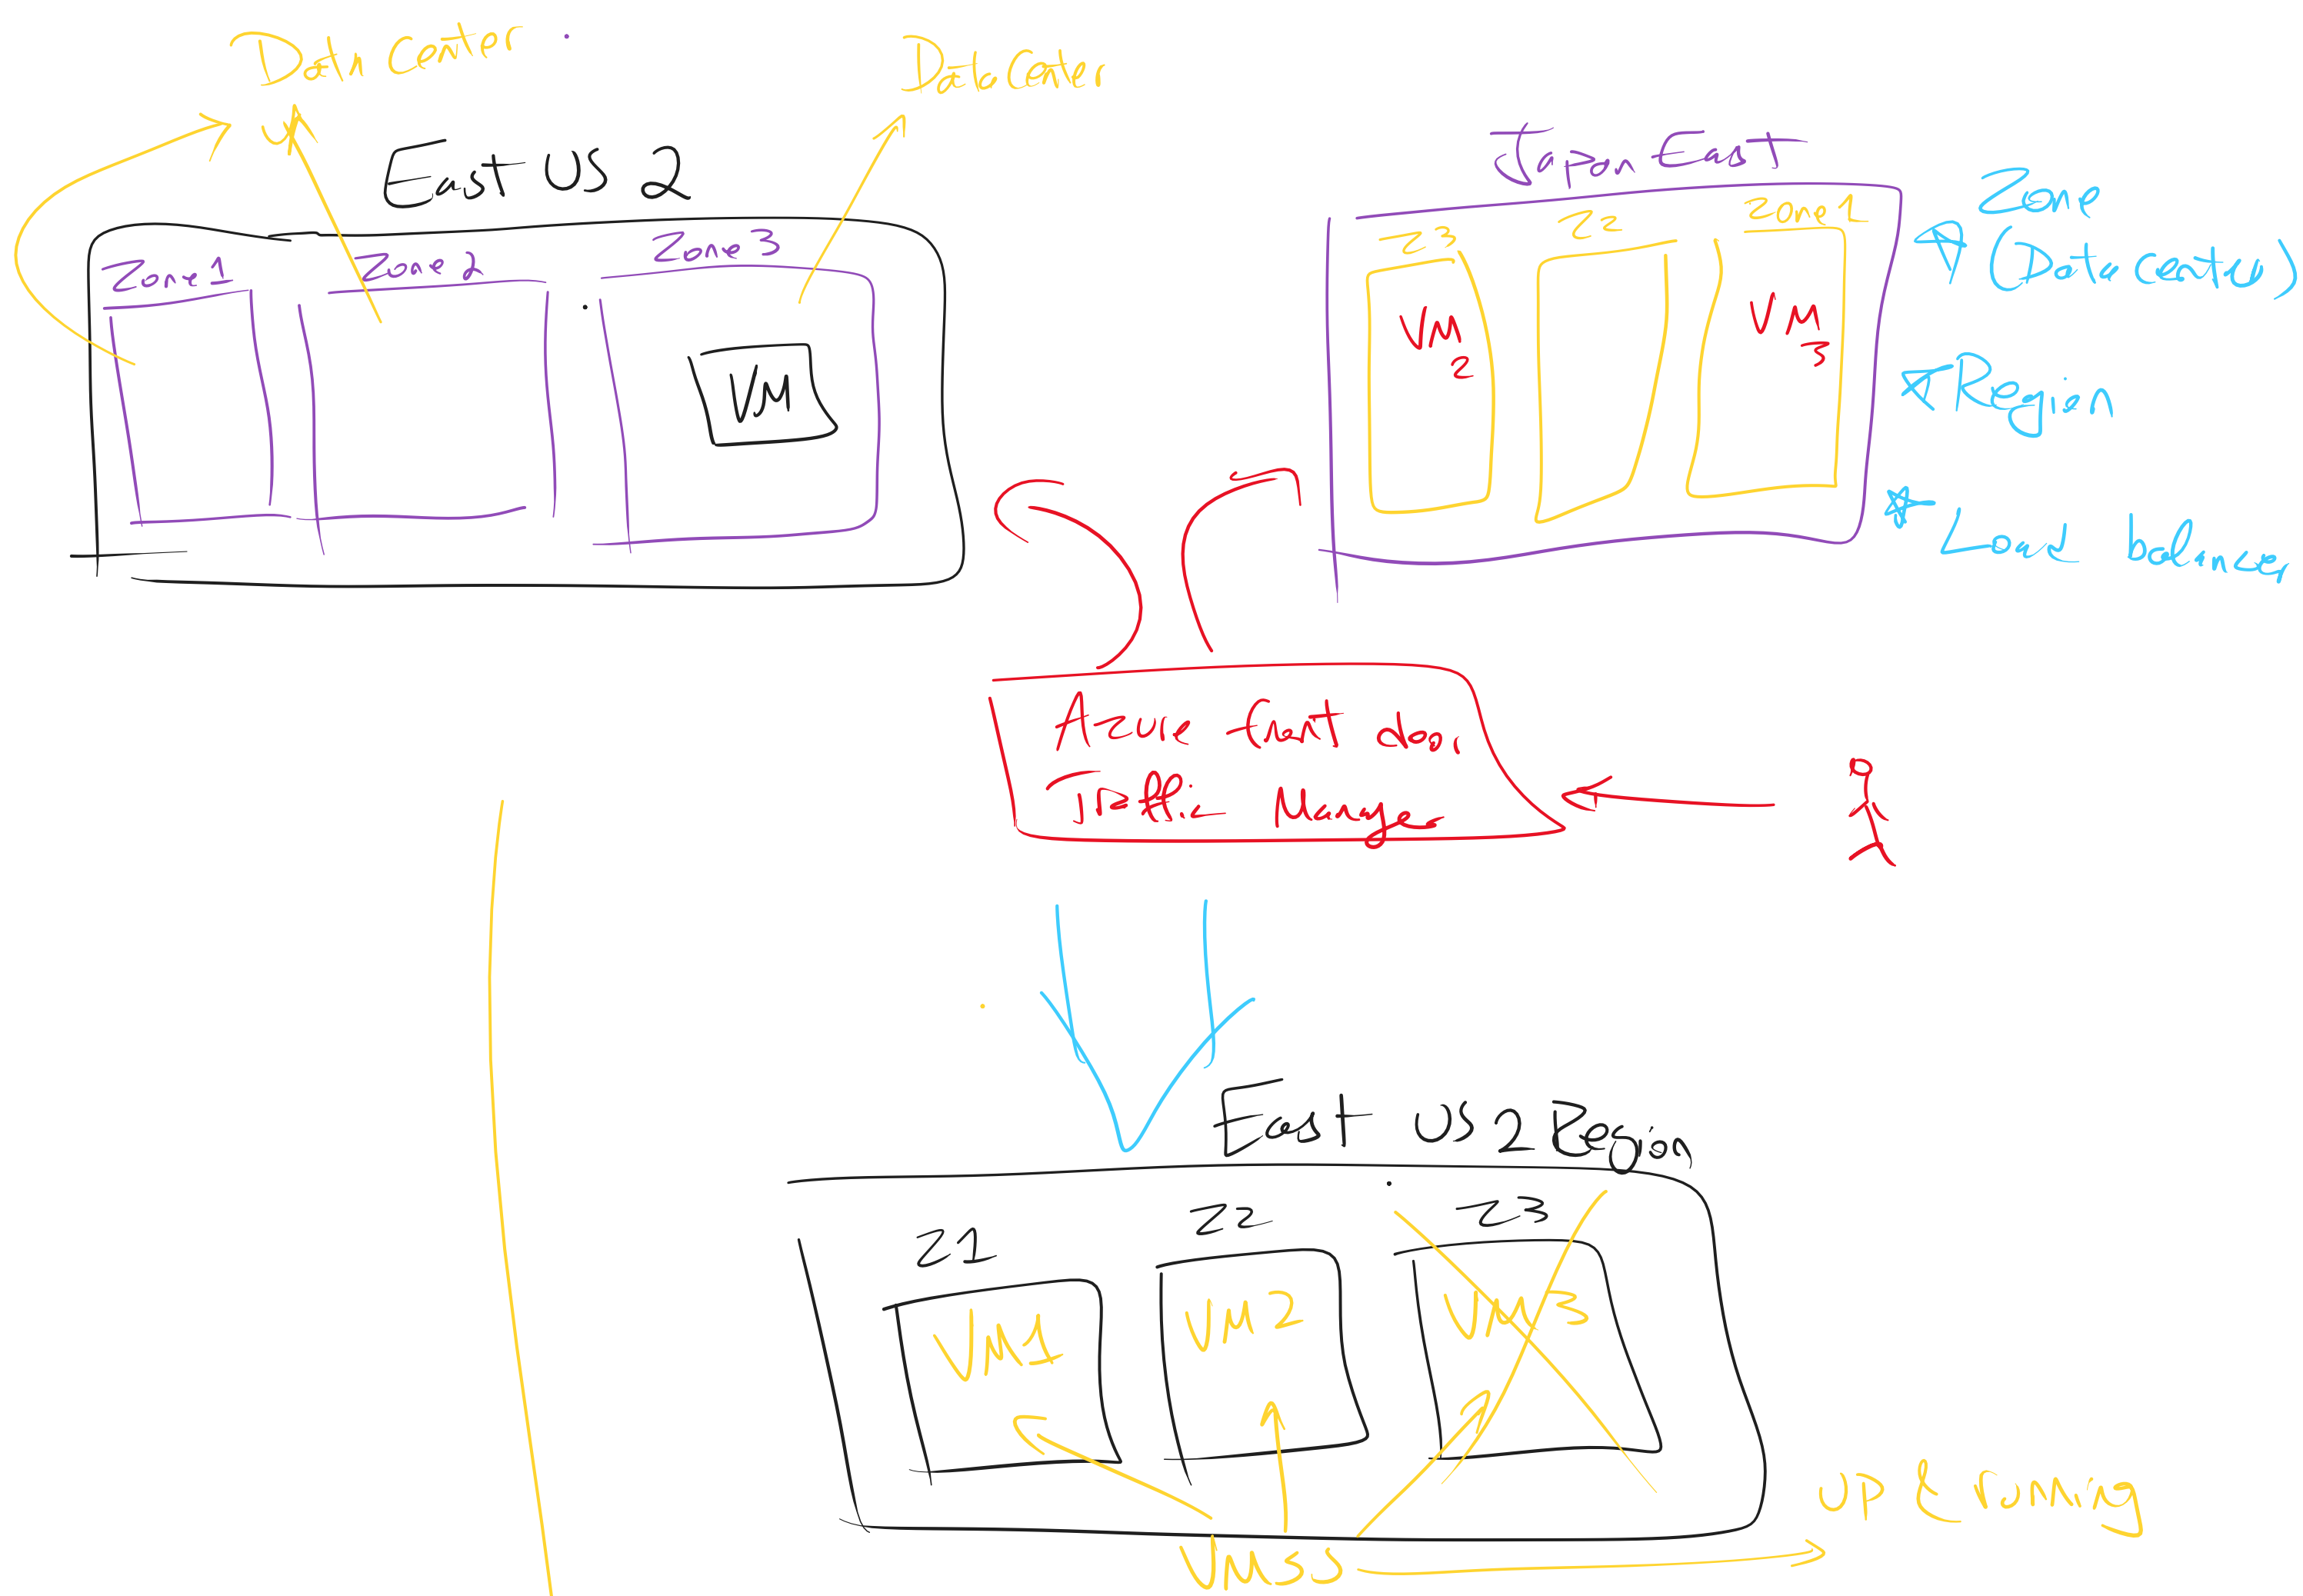 Data Center
Data Center
East US 2
Japan East
Zone 1
Zone 2
Zone 3
Z3
Z2
Zone 1
Zone
(Data Center)
VM
VM
2
VM
3
Region
Load balancer
Azure front door
Traffic Manager
East US 2 Region
Z1
Z2
Z3
VM1
VM2
VM3
VMSS
UP & running